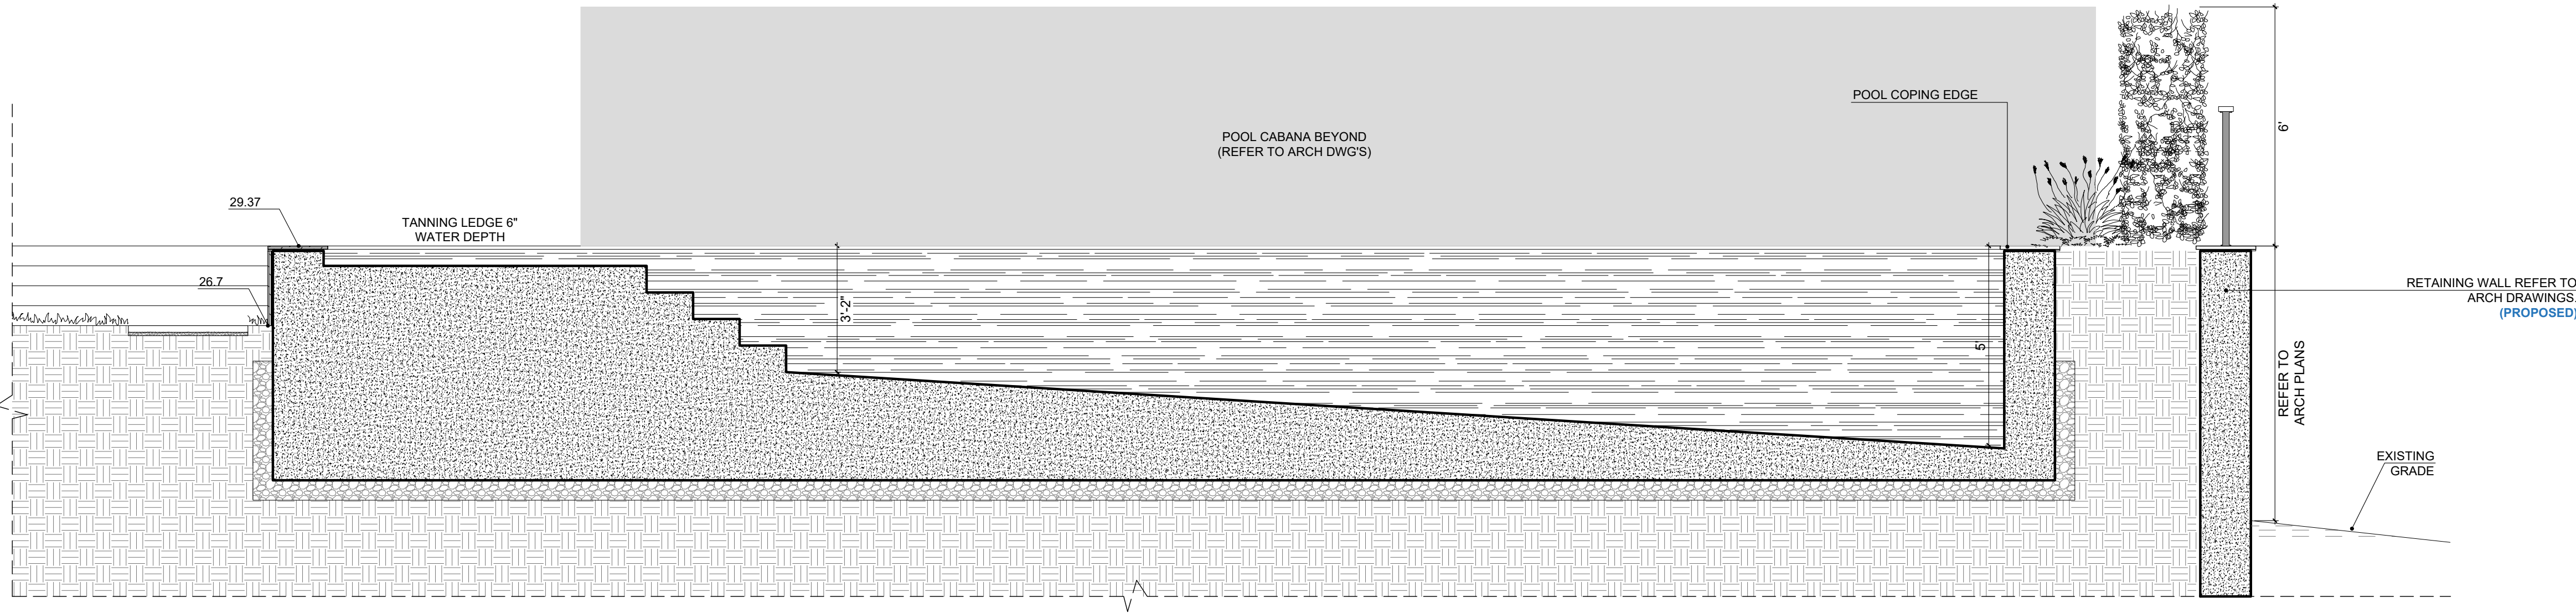 POOL COPING EDGE
POOL CABANA BEYOND
(REFER TO ARCH DWG'S)
6'
29.37
TANNING LEDGE 6"
WATER DEPTH
26.7
3'-2"
5'
RETAINING WALL REFER TO
ARCH DRAWINGS.
(PROPOSED)
REFER TO
ARCH PLANS
EXISTING
GRADE